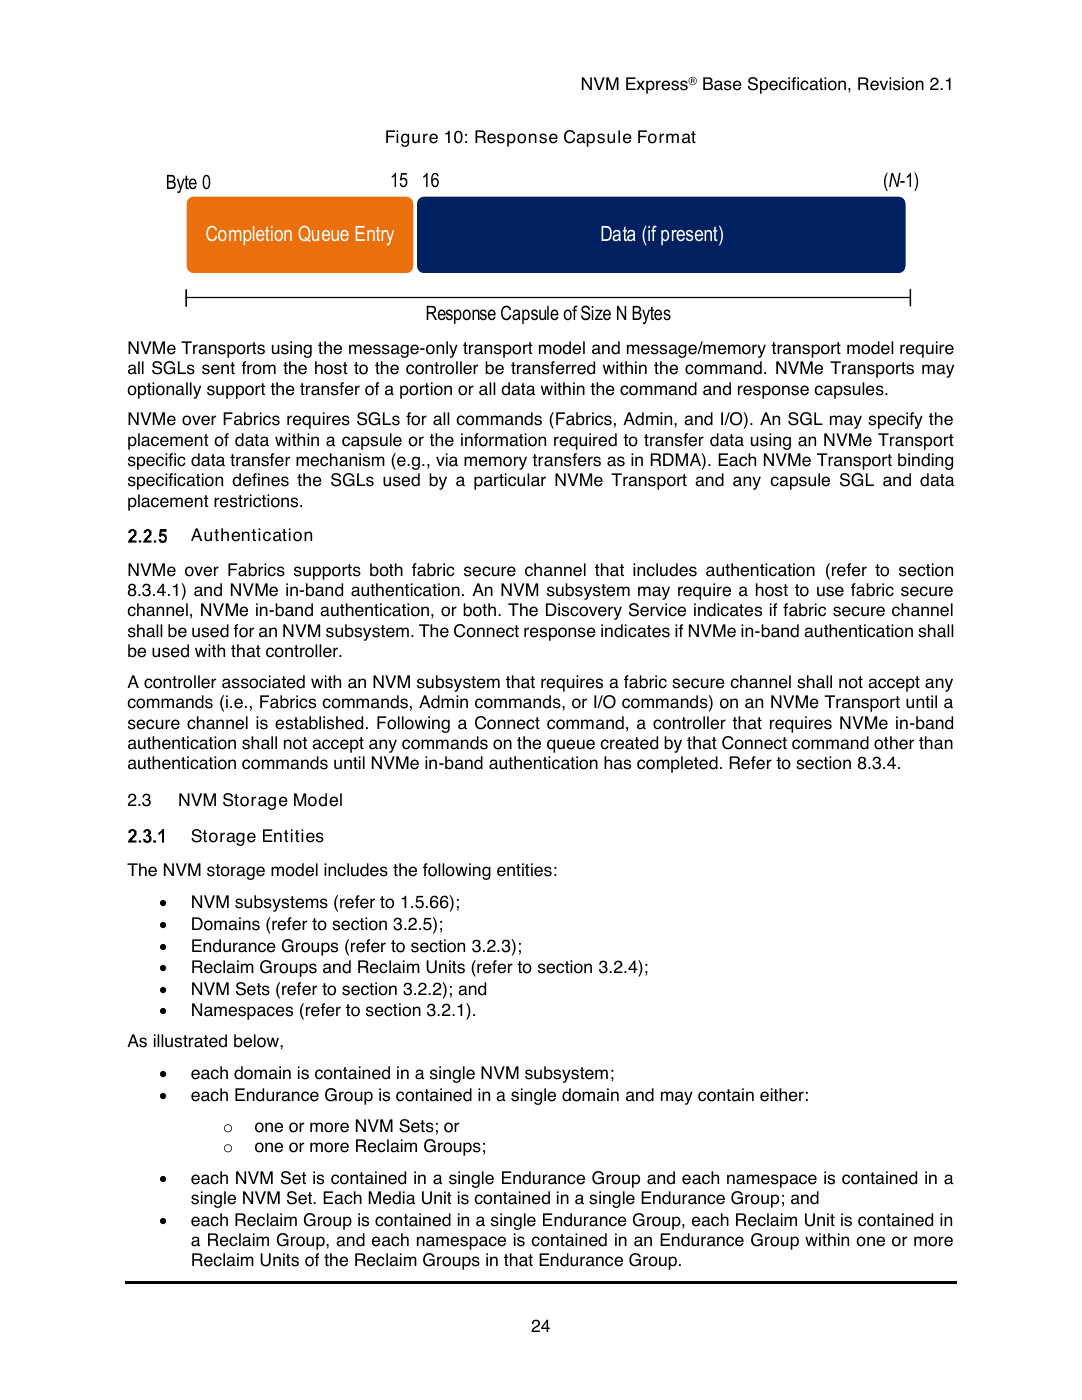 NVM Express® Base Specification, Revision 2.1
Figure 10: Response Capsule Format
Byte 0 15 16 (N-1)
Completion Queue Entry Data (if present)
Response Capsule of Size N Bytes
NVMe Transports using the message-only transport model and message/memory transport model require
all SGLs sent from the host to the controller be transferred within the command. NVMe Transports may
optionally support the transfer of a portion or all data within the command and response capsules.
NVMe over Fabrics requires SGLs for all commands (Fabrics, Admin, and I/O). An SGL may specify the
placement of data within a capsule or the information required to transfer data using an NVMe Transport
specific data transfer mechanism (e.g., via memory transfers as in RDMA). Each NVMe Transport binding
specification defines the SGLs used by a particular NVMe Transport and any capsule SGL and data
placement restrictions.
2.2.5 Authentication
NVMe over Fabrics supports both fabric secure channel that includes authentication (refer to section
8.3.4.1) and NVMe in-band authentication. An NVM subsystem may require a host to use fabric secure
channel, NVMe in-band authentication, or both. The Discovery Service indicates if fabric secure channel
shall be used for an NVM subsystem. The Connect response indicates if NVMe in-band authentication shall
be used with that controller.
A controller associated with an NVM subsystem that requires a fabric secure channel shall not accept any
commands (i.e., Fabrics commands, Admin commands, or I/O commands) on an NVMe Transport until a
secure channel is established. Following a Connect command, a controller that requires NVMe in-band
authentication shall not accept any commands on the queue created by that Connect command other than
authentication commands until NVMe in-band authentication has completed. Refer to section 8.3.4.
2.3 NVM Storage Model
2.3.1 Storage Entities
The NVM storage model includes the following entities:
• NVM subsystems (refer to 1.5.66);
• Domains (refer to section 3.2.5);
• Endurance Groups (refer to section 3.2.3);
• Reclaim Groups and Reclaim Units (refer to section 3.2.4);
• NVM Sets (refer to section 3.2.2); and
• Namespaces (refer to section 3.2.1).
As illustrated below,
• each domain is contained in a single NVM subsystem;
• each Endurance Group is contained in a single domain and may contain either:
o one or more NVM Sets; or
o one or more Reclaim Groups;
• each NVM Set is contained in a single Endurance Group and each namespace is contained in a
single NVM Set. Each Media Unit is contained in a single Endurance Group; and
• each Reclaim Group is contained in a single Endurance Group, each Reclaim Unit is contained in
a Reclaim Group, and each namespace is contained in an Endurance Group within one or more
Reclaim Units of the Reclaim Groups in that Endurance Group.
24